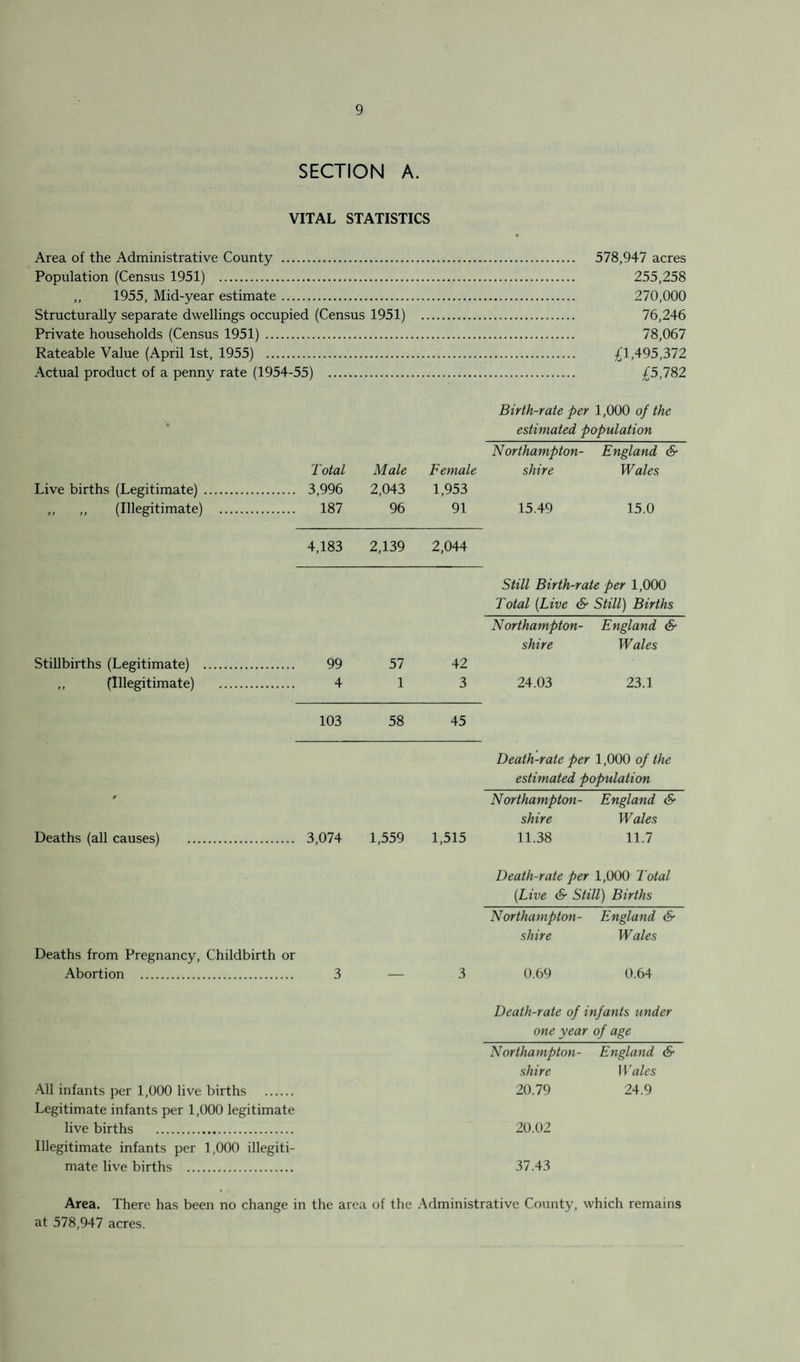 9
SECTION A.
VITAL STATISTICS
Area of the Administrative County ........ 578,947 acres
Population (Census 1951) ........ 255,258
,, 1955, Mid-year estimate ........ 270,000
Structurally separate dwellings occupied (Census 1951) ........ 76,246
Private households (Census 1951) ........ 78,067
Rateable Value (April 1st, 1955) ........ £1,495,372
Actual product of a penny rate (1954-55) ........ £5,782
Birth-rate per 1,000 of the
estimated population
Northampton- England &
Total Male Female shire Wales
Live births (Legitimate) ........ 3,996 2,043 1,953
,, ,, (Illegitimate) ........ 187 96 91 15.49 15.0
4,183 2,139 2,044
Still Birth-rate per 1,000
Total (Live & Still) Births
Northampton- England &
shire Wales
Stillbirths (Legitimate) ........ 99 57 42
,, (Illegitimate) ........ 4 1 3 24.03 23.1
103 58 45
Death-rate per 1,000 of the
estimated population
Northampton- England &
shire Wales
Deaths (all causes) ........ 3,074 1,559 1,515 11.38 11.7
Death-rate per 1,000 Total
(Live & Still) Births
Northampton- England &
shire Wales
Deaths from Pregnancy, Childbirth or
Abortion ........ 3 — 3 0.69 0.64
Death-rate of infants under
one year of age
Northampton- England &
shire Wales
All infants per 1,000 live births ....... 20.79 24.9
Legitimate infants per 1,000 legitimate
live births ........ 20.02
Illegitimate infants per 1,000 illegiti-
mate live births ........ 37.43
Area. There has been no change in the area of the Administrative County, which remains
at 578,947 acres.